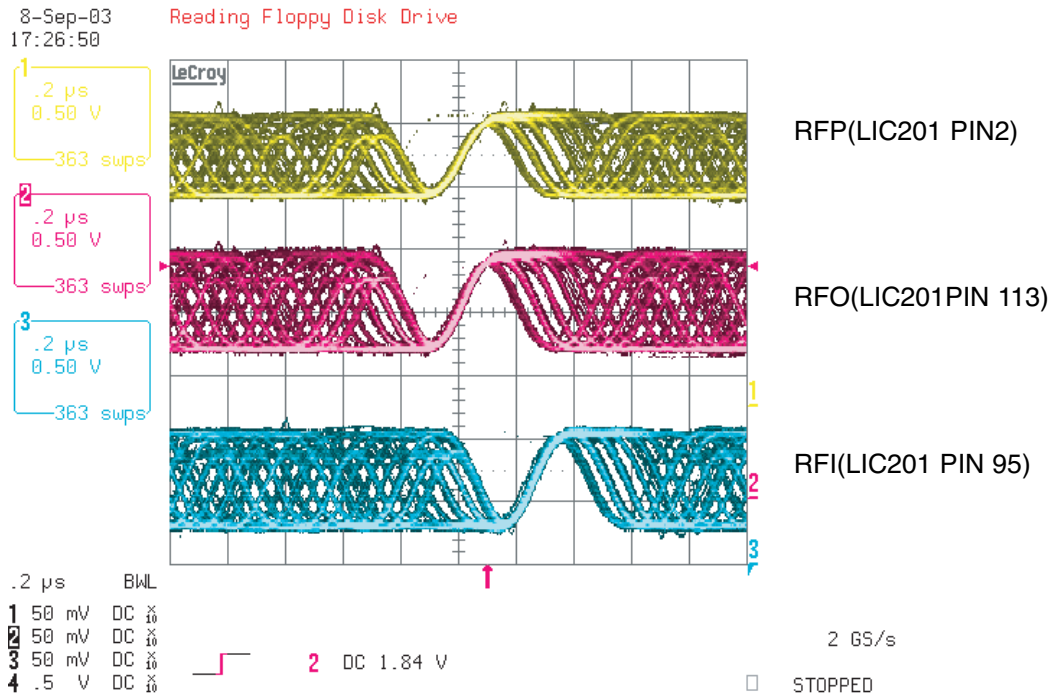 8-Sep-03
17:26:50
Reading Floppy Disk Drive
LeCroy
1
.2 µs
0.50 V
363 swps
2
.2 µs
0.50 V
363 swps
3
.2 µs
0.50 V
363 swps
RFP(LIC201 PIN2)
RFO(LIC201PIN 113)
RFI(LIC201 PIN 95)
1
2
3
.2 µs BWL
1 50 mV DC X10
2 50 mV DC X10
3 50 mV DC X10
4 .5 V DC X10
2 DC 1.84 V
2 GS/s
STOPPED